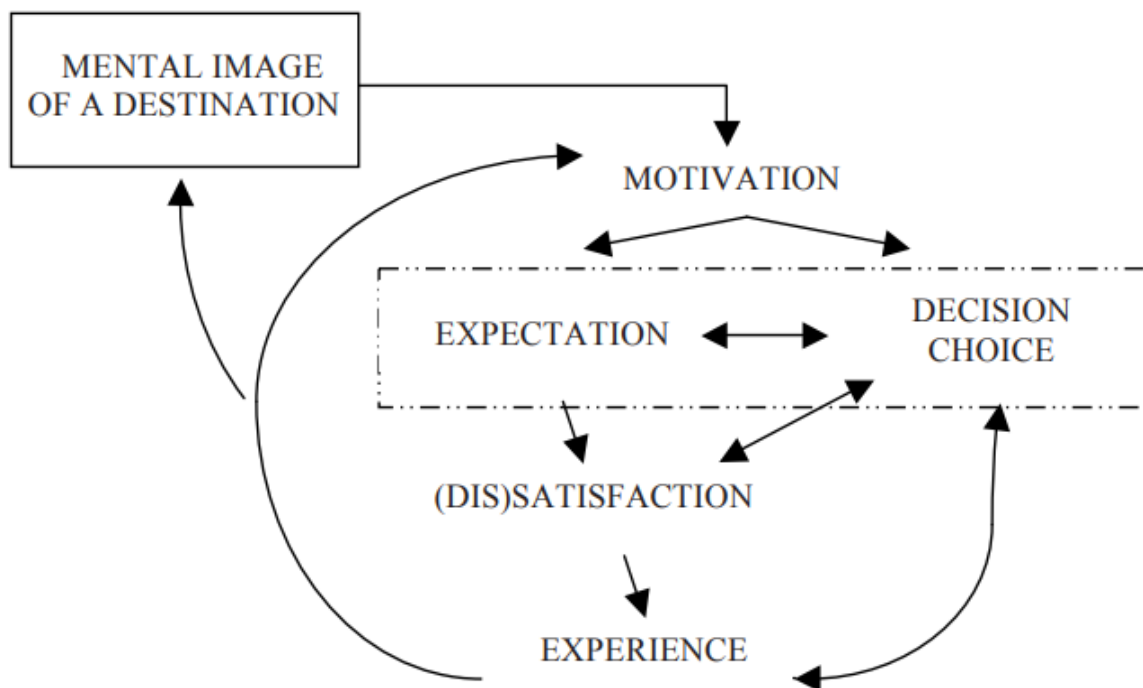 MENTAL IMAGE
OF A DESTINATION
MOTIVATION
EXPECTATION
DECISION
CHOICE
(DIS)SATISFACTION
EXPERIENCE